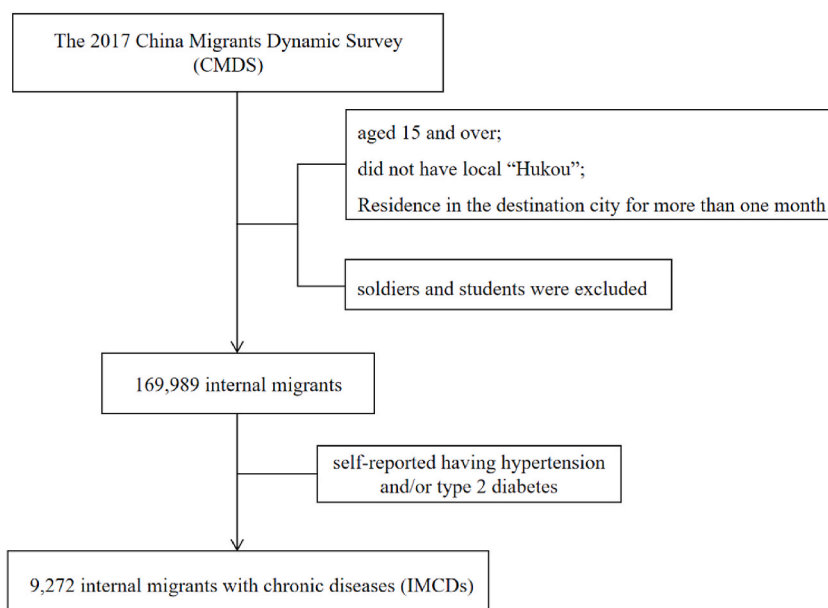 The 2017 China Migrants Dynamic Survey
(CMDS)
aged 15 and over;
did not have local “Hukou”;
Residence in the destination city for more than one month
soldiers and students were excluded
169,989 internal migrants
self-reported having hypertension
and/or type 2 diabetes
9,272 internal migrants with chronic diseases (IMCDs)